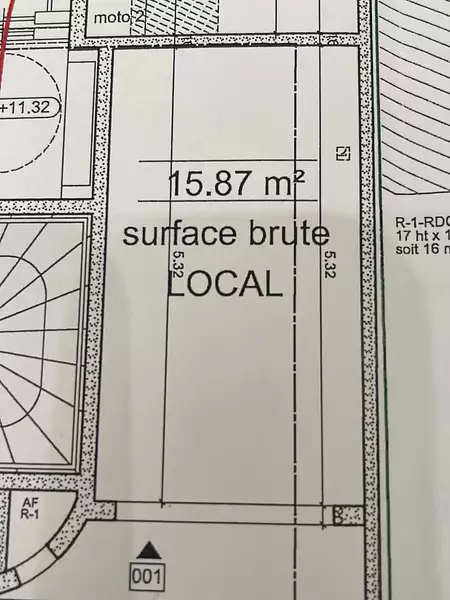 moto 2
+11.32
15.87 m²
surface brute
5.32
5.32
LOCAL
R-1-RDC
17 ht x 1
soit 16 m
AF
R-1
001